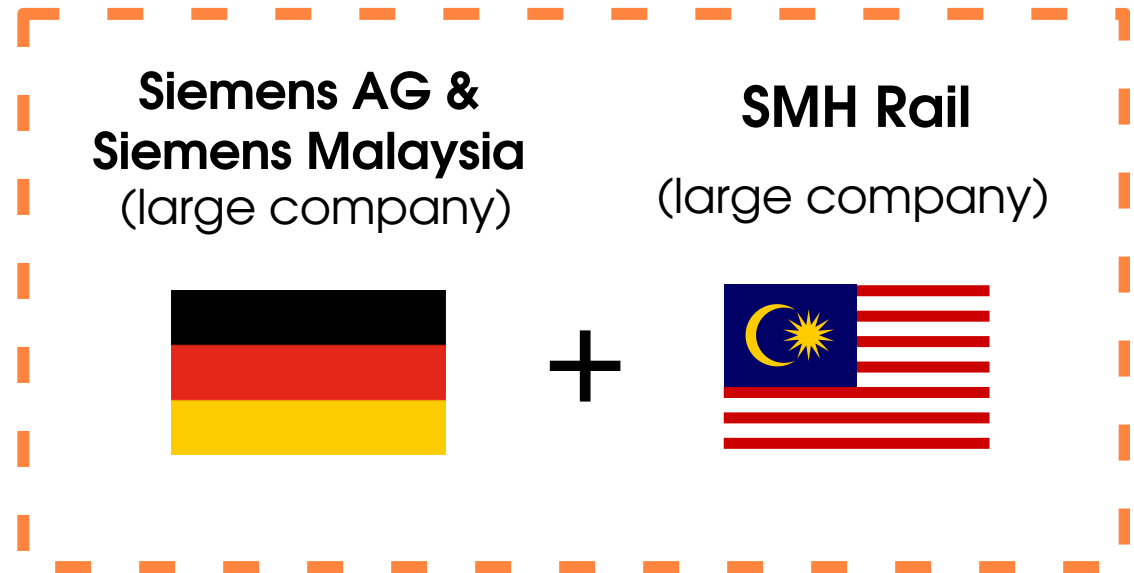 Siemens AG &
Siemens Malaysia
(large company)
SMH Rail
(large company)
+